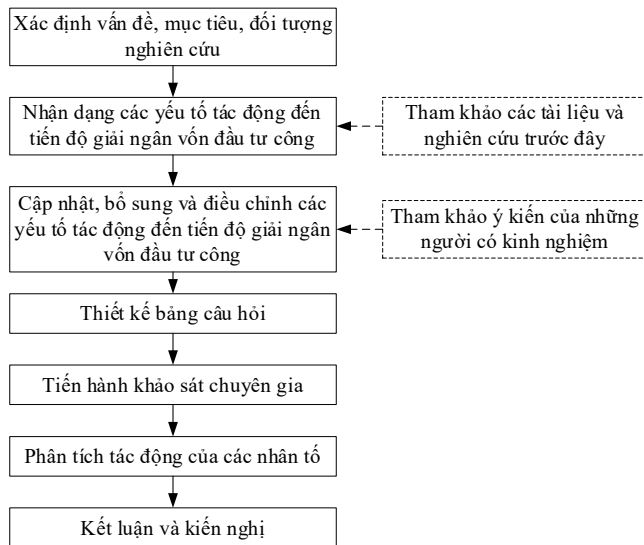 Xác định vấn đề, mục tiêu, đối tượng
nghiên cứu
Nhận dạng các yếu tố tác động đến
tiến độ giải ngân vốn đầu tư công
Tham khảo các tài liệu và
nghiên cứu trước đây
Cập nhật, bổ sung và điều chỉnh các
yếu tố tác động đến tiến độ giải ngân
vốn đầu tư công
Tham khảo ý kiến của những
người có kinh nghiệm
Thiết kế bảng câu hỏi
Tiến hành khảo sát chuyên gia
Phân tích tác động của các nhân tố
Kết luận và kiến nghị